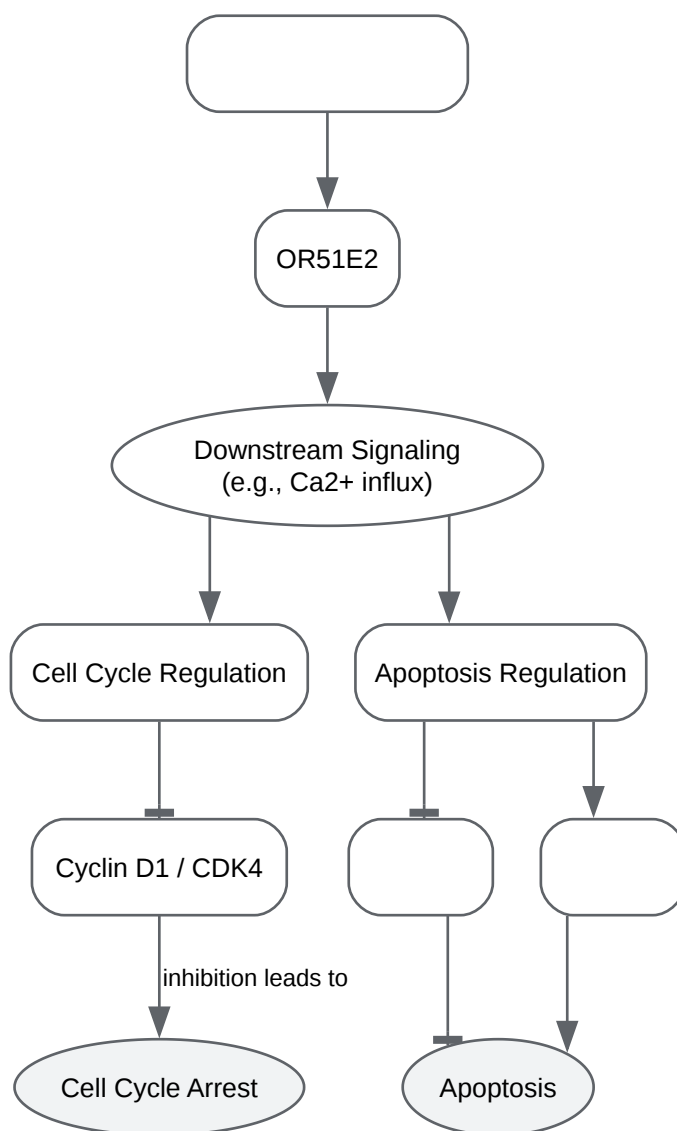 OR51E2
Downstream Signaling
(e.g., Ca2+ influx)
Cell Cycle Regulation
Apoptosis Regulation
Cyclin D1 / CDK4
inhibition leads to
Cell Cycle Arrest
Apoptosis